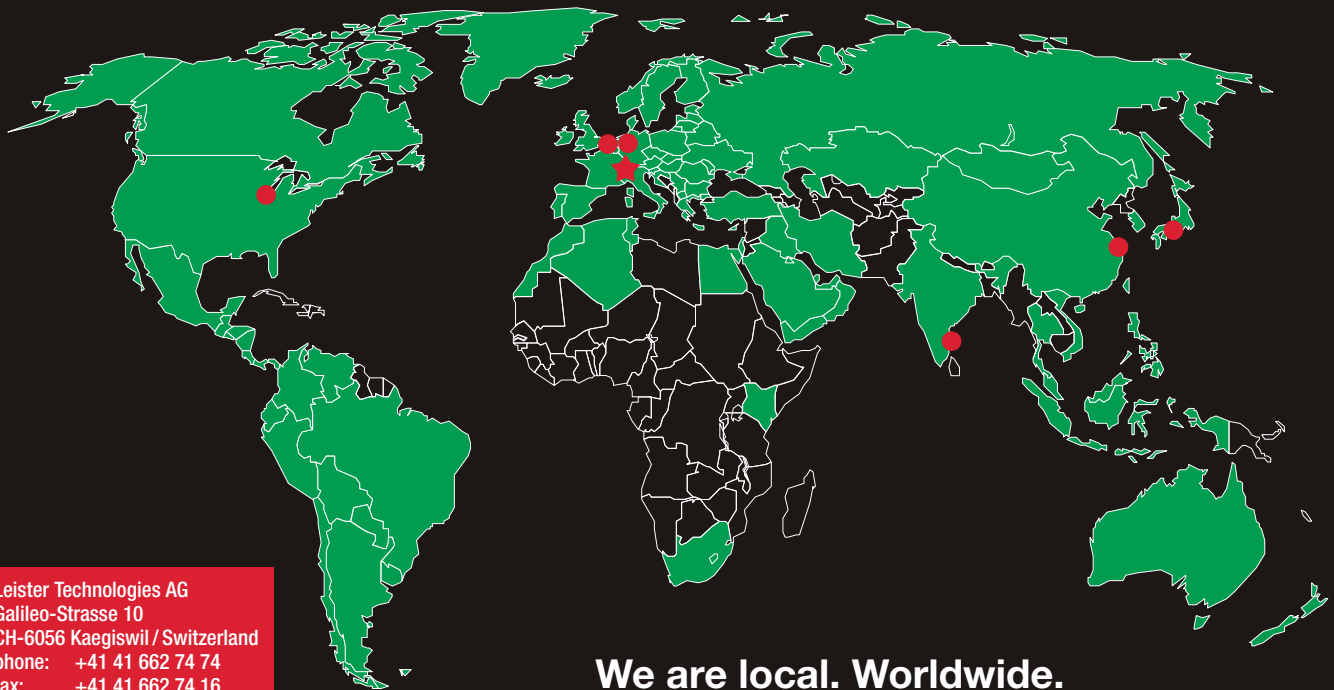 Leister Technologies AG
Galileo-Strasse 10
CH-6056 Kaegiswil / Switzerland
phone: +41 41 662 74 74
fax: +41 41 662 74 16
We are local. Worldwide.